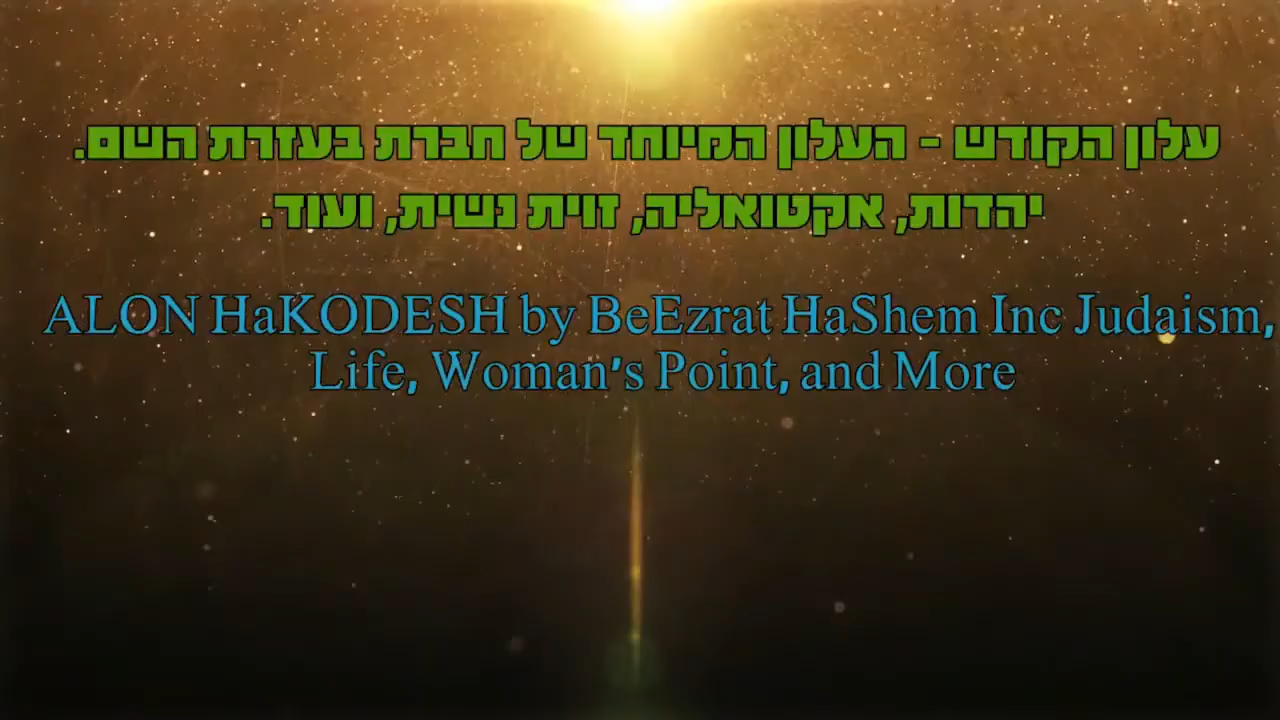 עלון הקודש - העלון המיוחד של חברת בעזרת השם.
יהדות, אקטואליה, זוית נשית, ועוד.
ALON HaKODESH by BeEzrat HaShem Inc Judaism,
Life, Woman's Point, and More